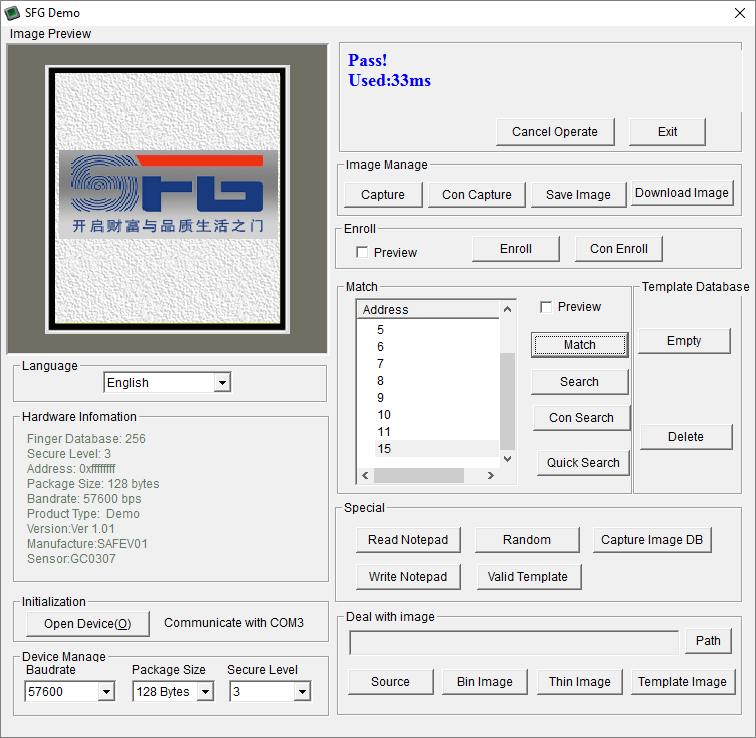 SFG Demo
Image Preview
SFG
开启财富与品质生活之门
Pass!
Used:33ms
Cancel Operate
Exit
Image Manage
Capture
Con Capture
Save Image
Download Image
Enroll
Preview
Enroll
Con Enroll
Match
Address
5
6
7
8
9
10
11
15
Preview
Match
Search
Con Search
Quick Search
Template Database
Empty
Delete
Language
English
Hardware Infomation
Finger Database: 256
Secure Level: 3
Address: 0xffffffff
Package Size: 128 bytes
Bandrate: 57600 bps
Product Type: Demo
Version:Ver 1.01
Manufacture:SAFEV01
Sensor:GC0307
Special
Read Notepad
Random
Capture Image DB
Write Notepad
Valid Template
Initialization
Open Device(O)
Communicate with COM3
Device Manage
Baudrate
Package Size
Secure Level
57600
128 Bytes
3
Deal with image
Path
Source
Bin Image
Thin Image
Template Image